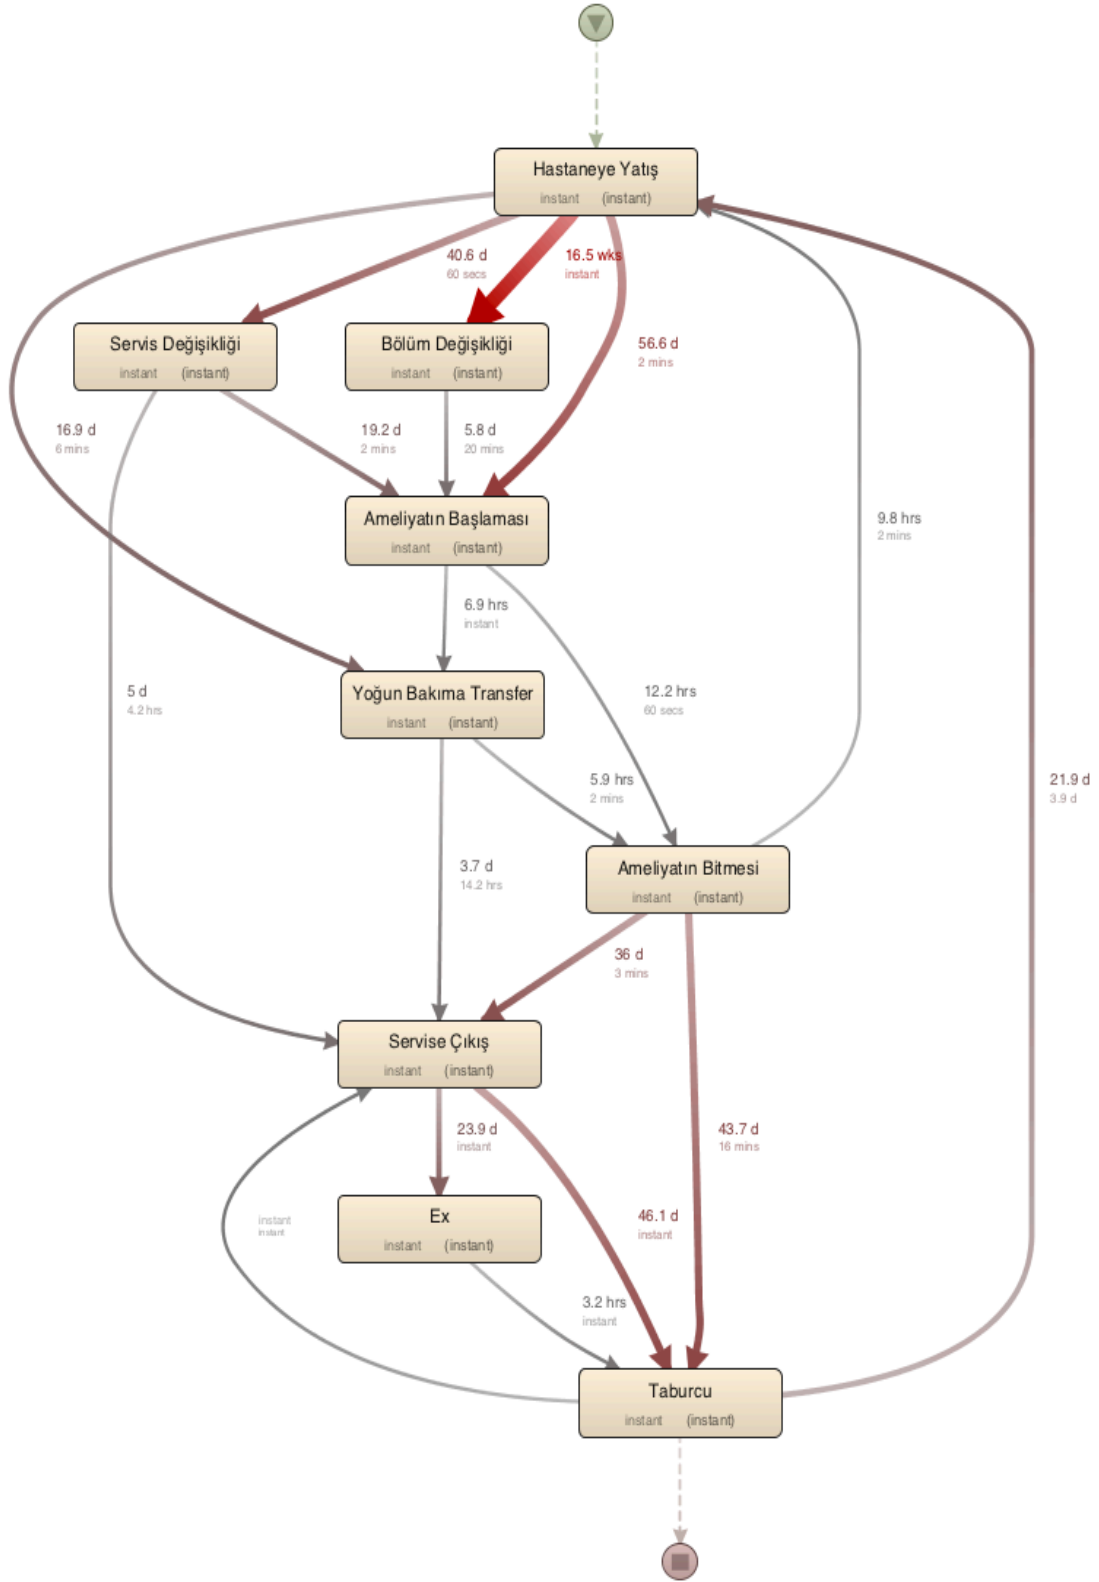 Hastaneye Yatış
instant (instant)
40.6 d
60 secs
16.5 wks
instant
Servis Değişikliği
instant (instant)
Bölüm Değişikliği
instant (instant)
56.6 d
2 mins
16.9 d
6 mins
19.2 d
2 mins
5.8 d
20 mins
Ameliyatın Başlaması
instant (instant)
9.8 hrs
2 mins
6.9 hrs
instant
5 d
4.2 hrs
Yoğun Bakıma Transfer
instant (instant)
12.2 hrs
60 secs
5.9 hrs
2 mins
21.9 d
3.9 d
3.7 d
14.2 hrs
Ameliyatın Bitmesi
instant (instant)
36 d
3 mins
Servise Çıkış
instant (instant)
23.9 d
instant
43.7 d
16 mins
instant
instant
Ex
instant (instant)
46.1 d
instant
3.2 hrs
instant
Taburcu
instant (instant)